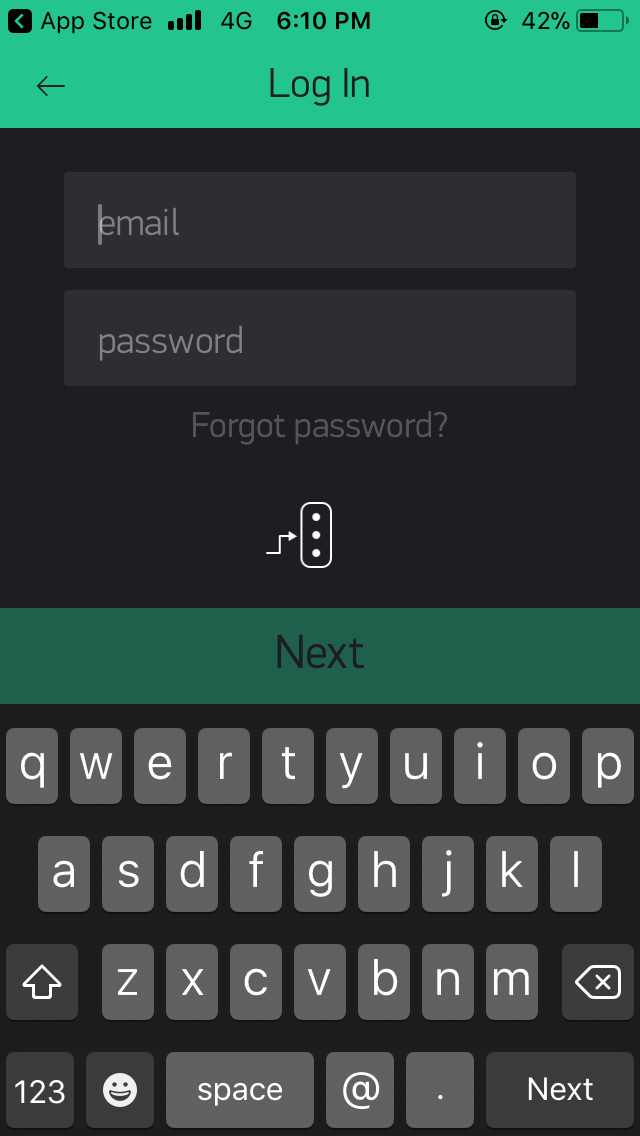 App Store 4G 6:10 PM 42%
Log In
email
password
Forgot password?
Next
q w e r t y u i o p
a s d f g h j k l
z x c v b n m
123 space @ . Next